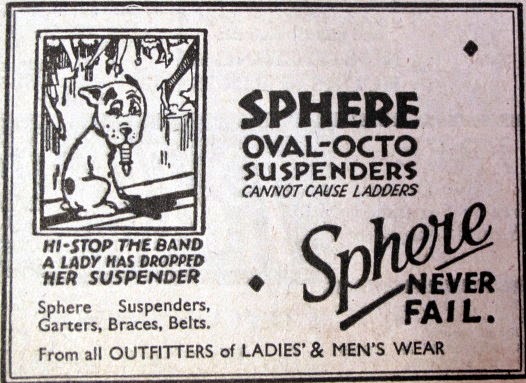 SPHERE
OVAL-OCTO
SUSPENDERS
CANNOT CAUSE LADDERS
HI-STOP THE BAND
A LADY HAS DROPPED
HER SUSPENDER
Sphere
NEVER
FAIL.
Sphere Suspenders,
Garters, Braces, Belts.
From all OUTFITTERS of LADIES' & MEN'S WEAR